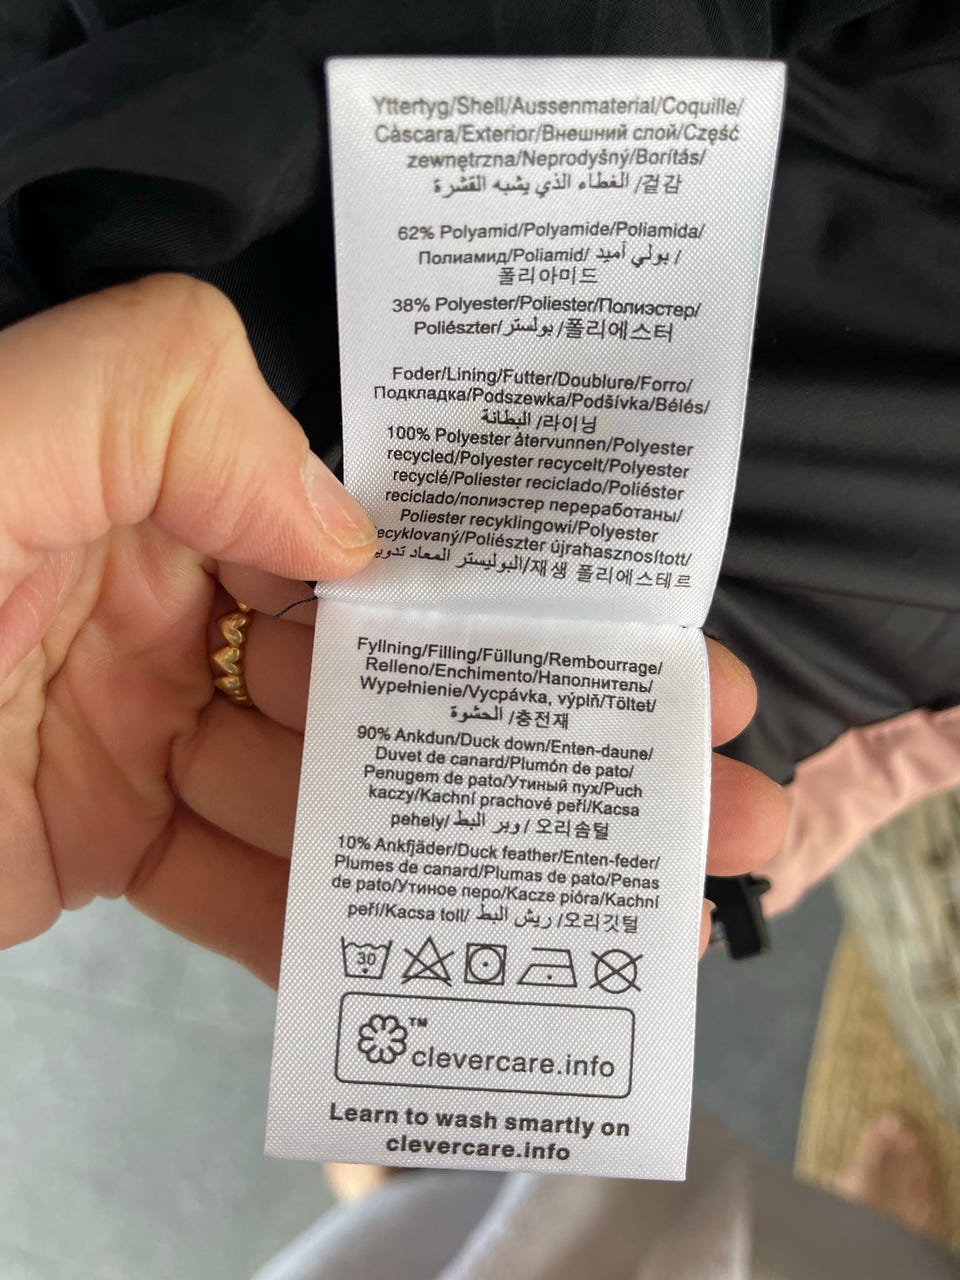 Yttertyg/Shell/Aussenmaterial/Coquille/
Càscara/Exterior/Внешний слой/Część
zewnętrzna/Neprodyšný/Borítás/
الغطاء الذي يشبه القشرة /겉감
62% Polyamid/Polyamide/Poliamida/
Полиамид/Poliamid/ بولي أميد /
폴리아미드
38% Polyester/Poliester/Полиэстер/
Poliészter/بولستر/폴리에스터
Foder/Lining/Futter/Doublure/Forro/
Подкладка/Podszewka/Podšívka/Bélés/
البطانة /라이닝
100% Polyester återvunnen/Polyester
recycled/Polyester recycelt/Polyester
recyclé/Poliester reciclado/Poliéster
reciclado/полиэстер переработаны/
Poliester recyklingowi/Polyester
ecyklovaný/Poliészter újrahasznosított/
البوليستر المعاد تدوير/재생 폴리에스테르
Fyllning/Filling/Füllung/Rembourrage/
Relleno/Enchimento/Наполнитель/
Wypełnienie/Vycpávka, výplň/Töltet/
الحشوة /충전재
90% Ankdun/Duck down/Enten-daune/
Duvet de canard/Plumón de pato/
Penugem de pato/Утиный пух/Puch
kaczy/Kachní prachové peří/Kacsa
pehely/ وبر البط / 오리솜털
10% Ankfjäder/Duck feather/Enten-feder/
Plumes de canard/Plumas de pato/Penas
de pato/Утиное перо/Kacze pióra/Kachní
peří/Kacsa toll/ ريش البط /오리깃털
30
™
clevercare.info
Learn to wash smartly on
clevercare.info